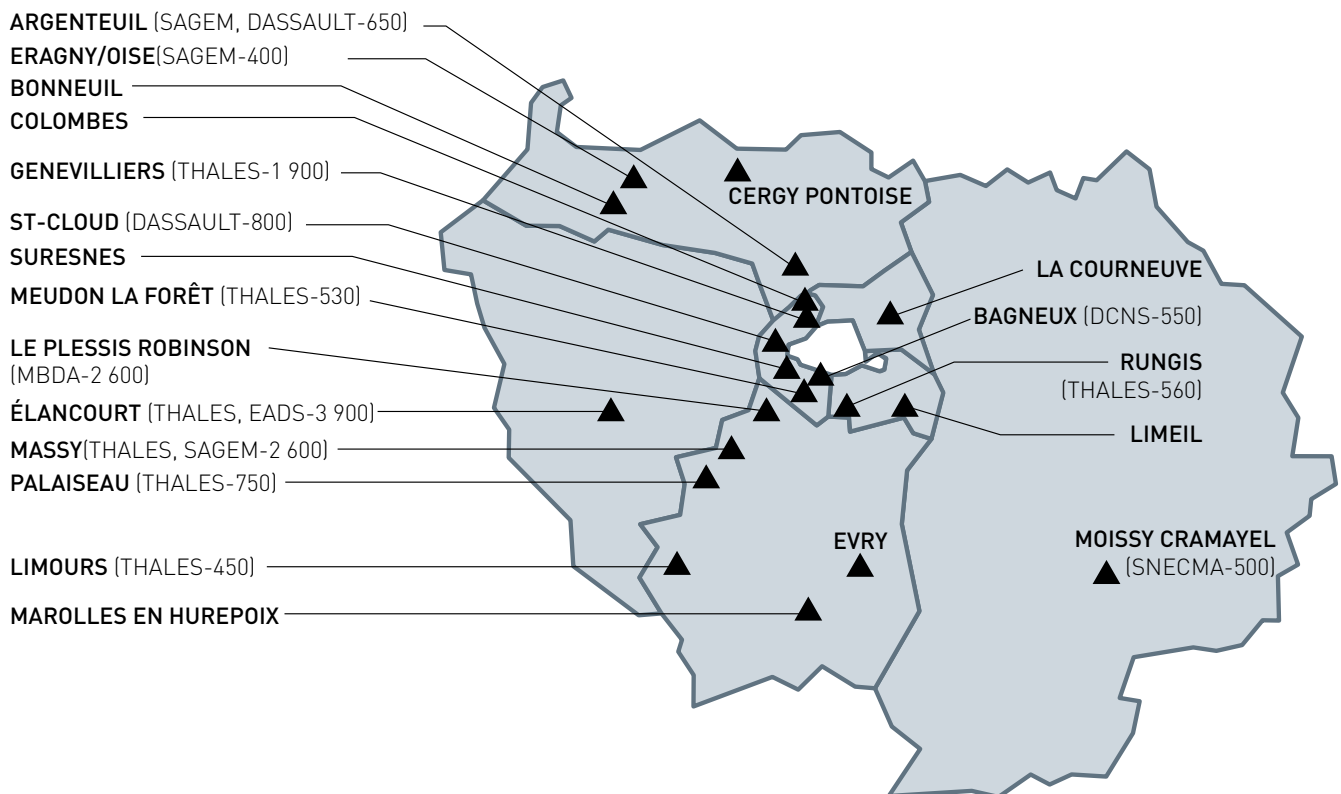 ARGENTEUIL (SAGEM, DASSAULT-650)
ERAGNY/OISE(SAGEM-400)
BONNEUIL
COLOMBES
GENEVILLIERS (THALES-1 900)
ST-CLOUD (DASSAULT-800)
SURESNES
MEUDON LA FORÊT (THALES-530)
LE PLESSIS ROBINSON
(MBDA-2 600)
ÉLANCOURT (THALES, EADS-3 900)
MASSY(THALES, SAGEM-2 600)
PALAISEAU (THALES-750)
LIMOURS (THALES-450)
MAROLLES EN HUREPOIX
CERGY PONTOISE
LA COURNEUVE
BAGNEUX (DCNS-550)
RUNGIS
(THALES-560)
LIMEIL
EVRY
MOISSY CRAMAYEL
(SNECMA-500)